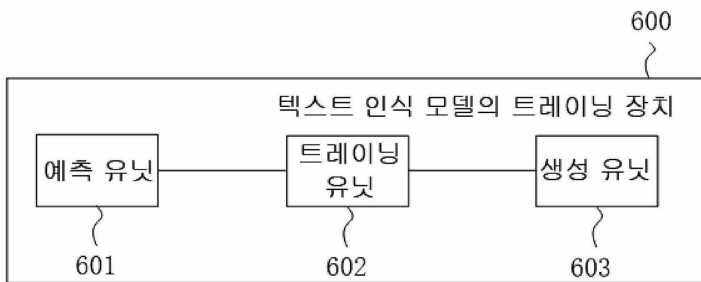 600
텍스트 인식 모델의 트레이닝 장치
예측 유닛
트레이닝
유닛
생성 유닛
601
602
603